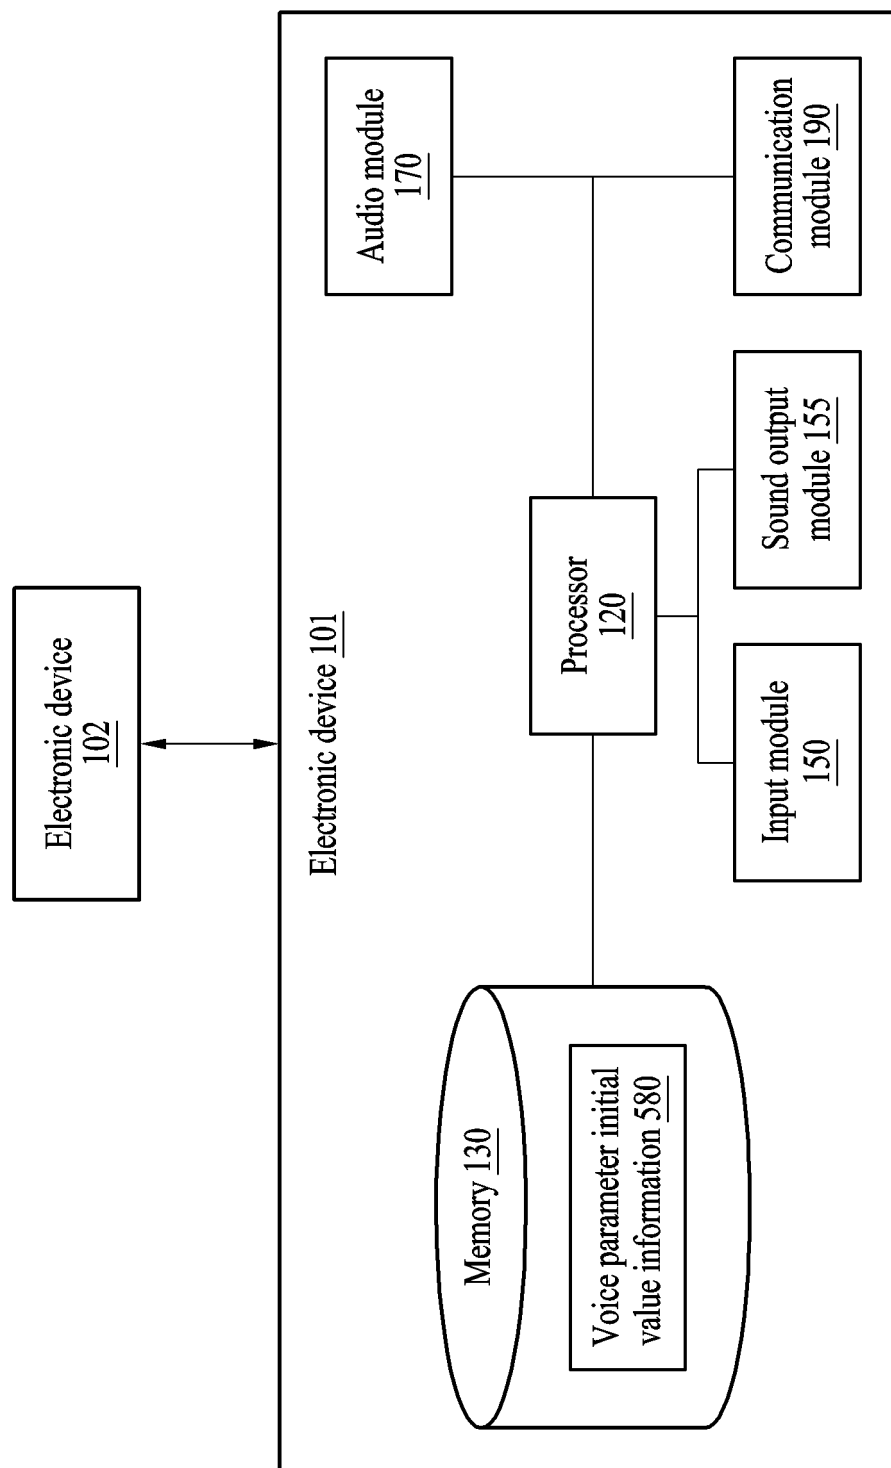 Electronic device
102
Electronic device 101
Memory 130
Voice parameter initial
value information 580
Processor
120
Audio module
170
Input module
150
Sound output
module 155
Communication
module 190